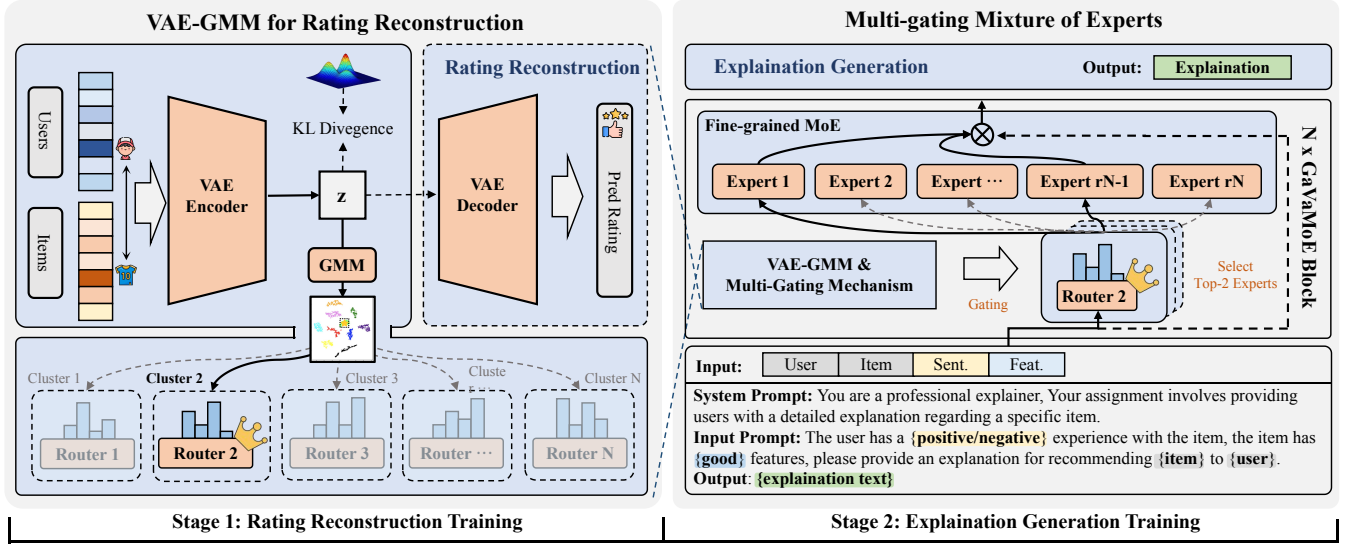 VAE-GMM for Rating Reconstruction
Users
Items
VAE
Encoder
KL Divegence
z
GMM
Rating Reconstruction
VAE
Decoder
Pred Rating
Cluster 1
Cluster 2
Cluster 3
Cluste
Cluster N
Router 1
Router 2
Router 3
Router ⋯
Router N
Stage 1: Rating Reconstruction Training
Multi-gating Mixture of Experts
Explaination Generation
Output: Explaination
Fine-grained MoE
Expert 1
Expert 2
Expert ⋯
Expert rN-1
Expert rN
N x GaVaMoE Block
VAE-GMM &
Multi-Gating Mechanism
Gating
Router 2
Select
Top-2 Experts
Input: User Item Sent. Feat.
System Prompt: You are a professional explainer, Your assignment involves providing
users with a detailed explanation regarding a specific item.
Input Prompt: The user has a {positive/negative} experience with the item, the item has
{good} features, please provide an explanation for recommending {item} to {user}.
Output: {explaination text}
Stage 2: Explaination Generation Training